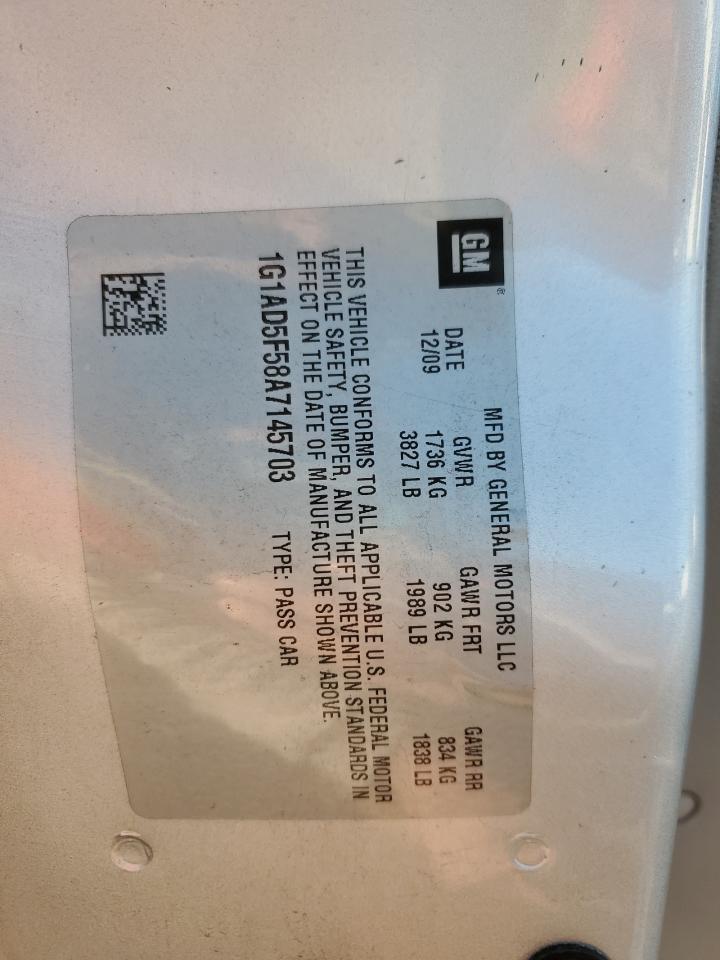 GM®
MFD BY GENERAL MOTORS LLC
DATE GVWR GAWR FRT GAWR RR
12/09 1736 KG 902 KG 834 KG
3827 LB 1989 LB 1838 LB
THIS VEHICLE CONFORMS TO ALL APPLICABLE U.S. FEDERAL MOTOR
VEHICLE SAFETY, BUMPER, AND THEFT PREVENTION STANDARDS IN
EFFECT ON THE DATE OF MANUFACTURE SHOWN ABOVE.
1G1AD5F58A7145703 TYPE: PASS CAR